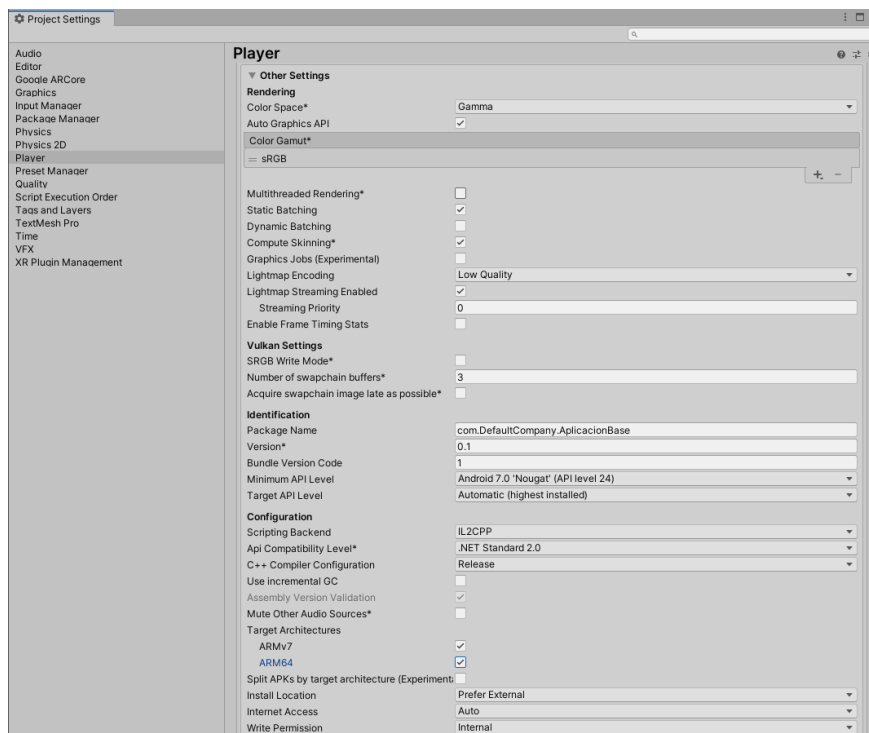 Project Settings
Audio
Editor
Google ARCore
Graphics
Input Manager
Package Manager
Physics
Physics 2D
Player
Preset Manager
Quality
Script Execution Order
Tags and Layers
TextMesh Pro
Time
VFX
XR Plugin Management
Player
Other Settings
Rendering
Color Space* Gamma
Auto Graphics API
Color Gamut*
sRGB
Multithreaded Rendering*
Static Batching
Dynamic Batching
Compute Skinning*
Graphics Jobs (Experimental)
Lightmap Encoding Low Quality
Lightmap Streaming Enabled
Streaming Priority 0
Enable Frame Timing Stats
Vulkan Settings
SRGB Write Mode*
Number of swapchain buffers* 3
Acquire swapchain image late as possible*
Identification
Package Name com.DefaultCompany.AplicacionBase
Version* 0.1
Bundle Version Code 1
Minimum API Level Android 7.0 'Nougat' (API level 24)
Target API Level Automatic (highest installed)
Configuration
Scripting Backend IL2CPP
Api Compatibility Level* .NET Standard 2.0
C++ Compiler Configuration Release
Use incremental GC
Assembly Version Validation
Mute Other Audio Sources*
Target Architectures
ARMv7
ARM64
Split APKs by target architecture (Experimenta
Install Location Prefer External
Internet Access Auto
Write Permission Internal